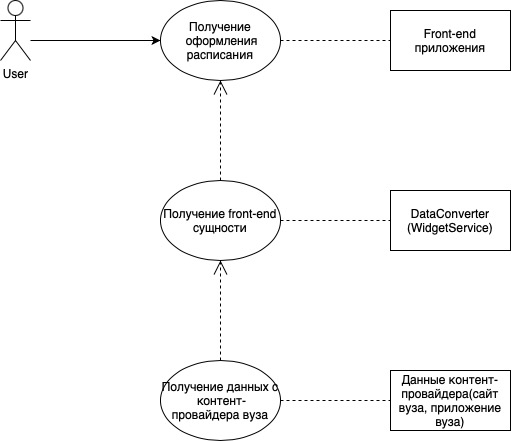 Получение
оформления
расписания
Front-end
приложения
User
Получение front-end
сущности
DataConverter
(WidgetService)
Получение данных с
контент-
провайдера вуза
Данные контент-
провайдера(сайт
вуза, приложение
вуза)